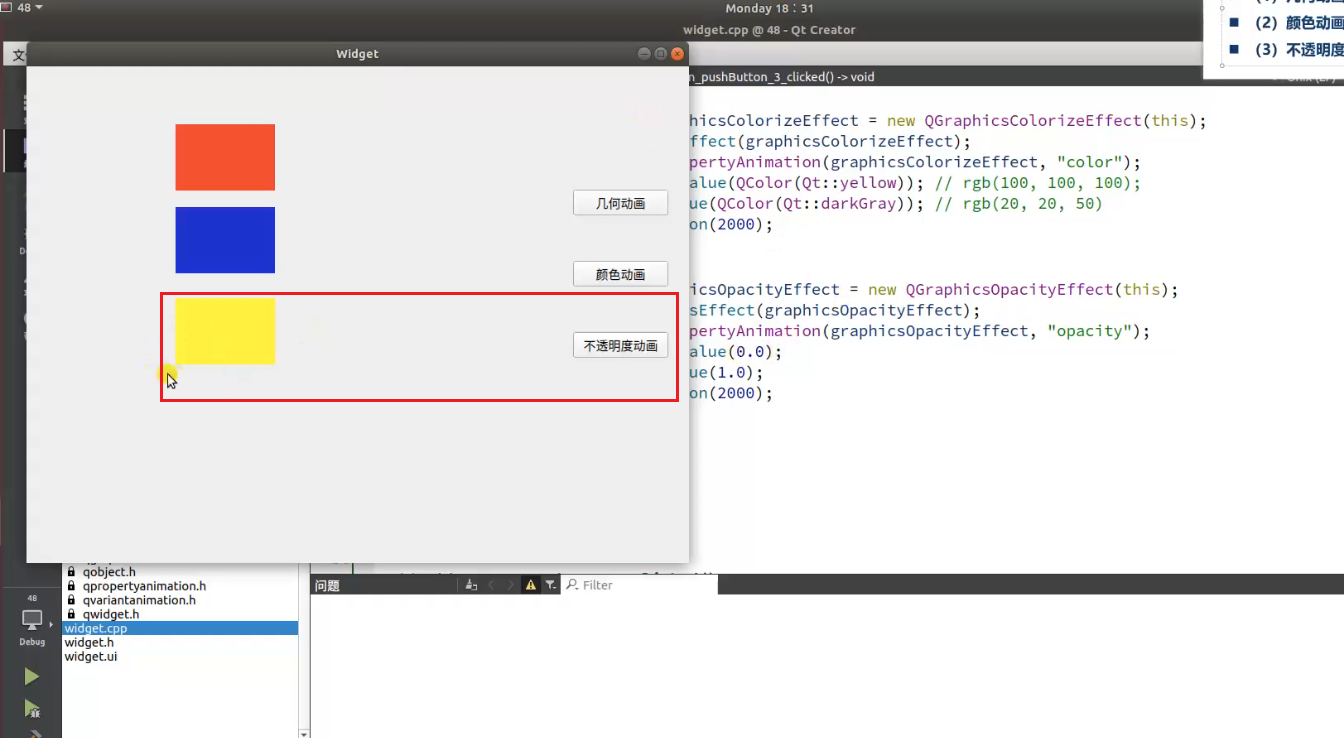 48
Monday 18：31
widget.cpp @ 48 - Qt Creator
(2) 颜色动画
(3) 不透明度
文
Widget
n_pushButton_3_clicked() -> void
hicsColorizeEffect = new QGraphicsColorizeEffect(this);
ffect(graphicsColorizeEffect);
pertyAnimation(graphicsColorizeEffect, "color");
alue(QColor(Qt::yellow)); // rgb(100, 100, 100);
ue(QColor(Qt::darkGray)); // rgb(20, 20, 50)
on(2000);
icsOpacityEffect = new QGraphicsOpacityEffect(this);
sEffect(graphicsOpacityEffect);
pertyAnimation(graphicsOpacityEffect, "opacity");
alue(0.0);
ue(1.0);
on(2000);
几何动画
颜色动画
不透明度动画
qobject.h
qpropertyanimation.h
qvariantanimation.h
qwidget.h
widget.cpp
widget.h
widget.ui
问题
Filter
48
Debug